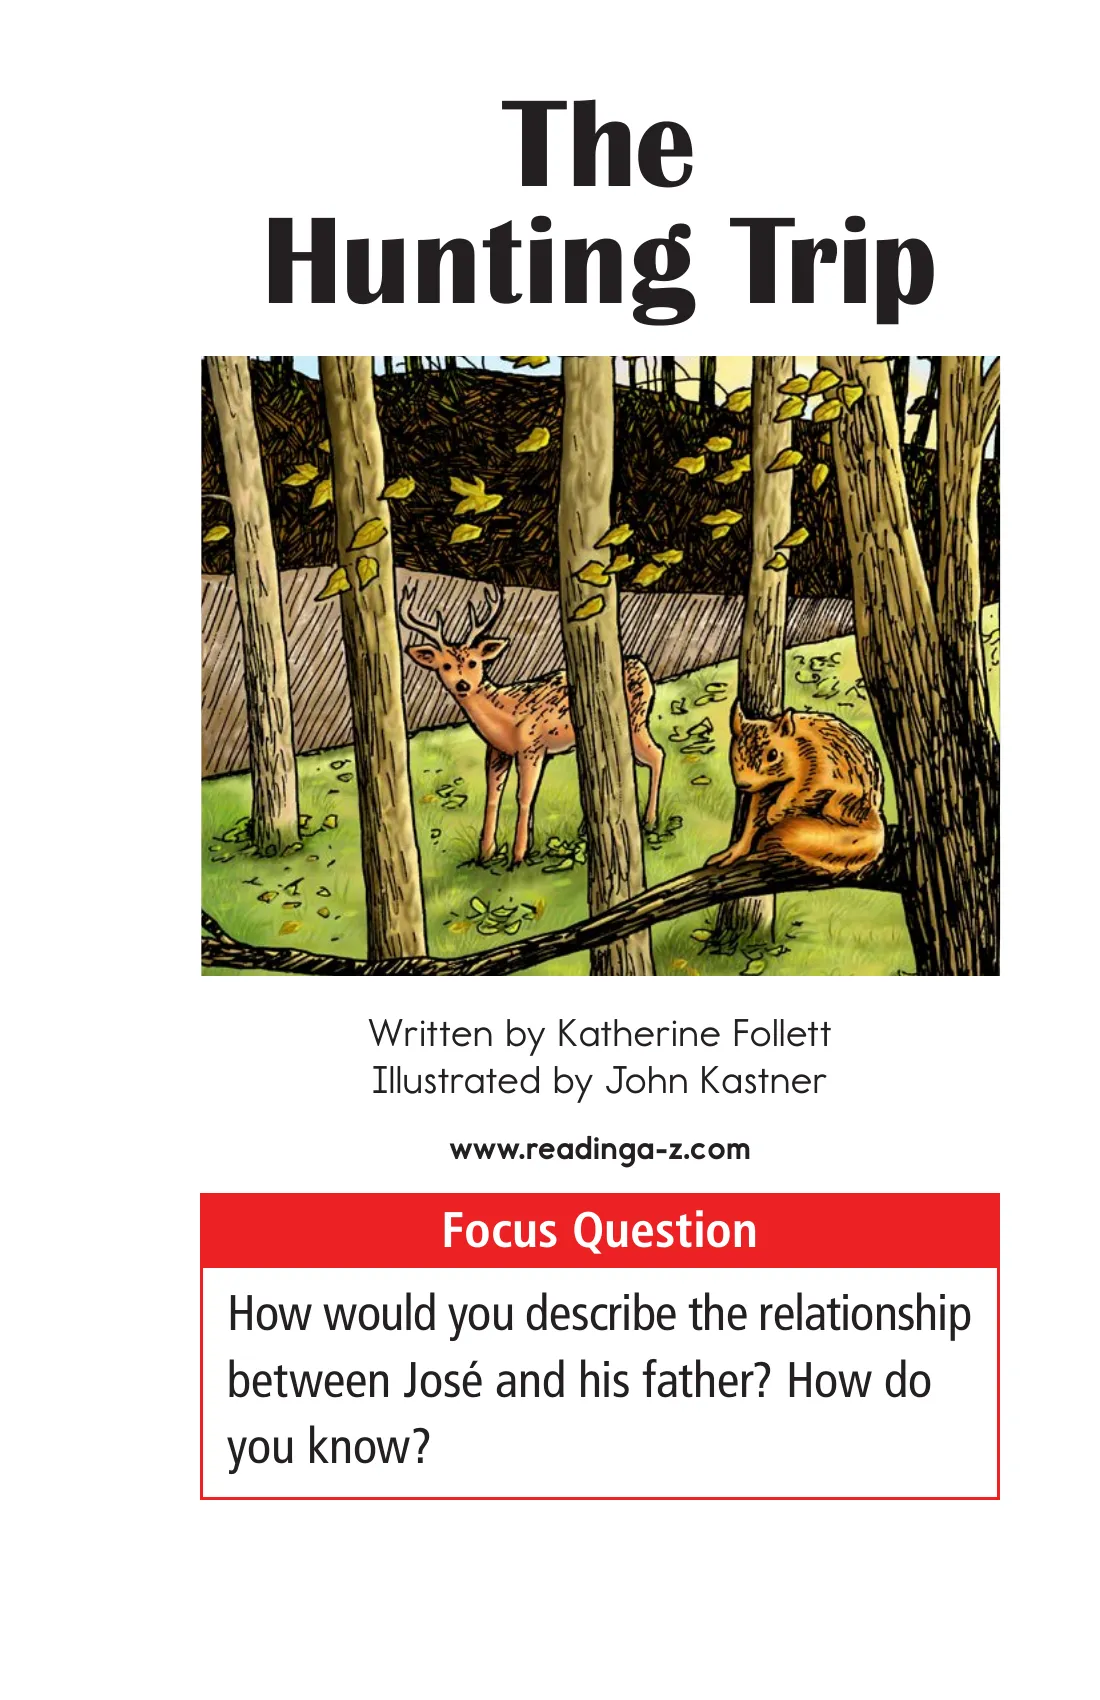 The
Hunting Trip
Written by Katherine Follett
Illustrated by John Kastner
www.readinga-z.com
Focus Question
How would you describe the relationship
between José and his father? How do
you know?